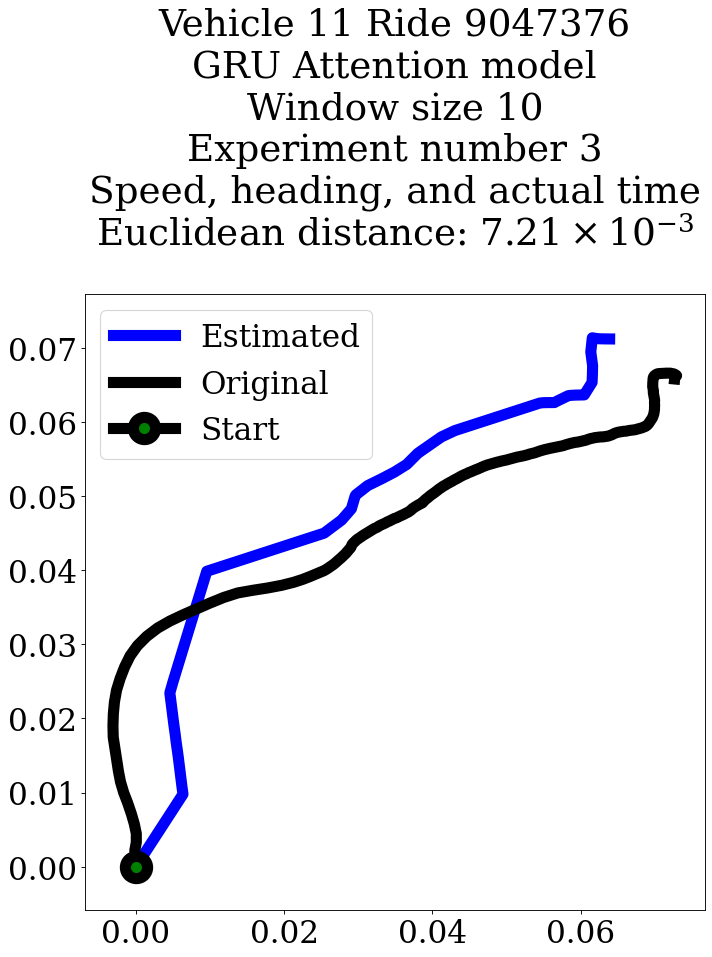 Vehicle 11 Ride 9047376
GRU Attention model
Window size 10
Experiment number 3
Speed, heading, and actual time
Euclidean distance: 7.21 × 10⁻³
Estimated
Original
Start
0.07
0.06
0.05
0.04
0.03
0.02
0.01
0.00
0.00 0.02 0.04 0.06